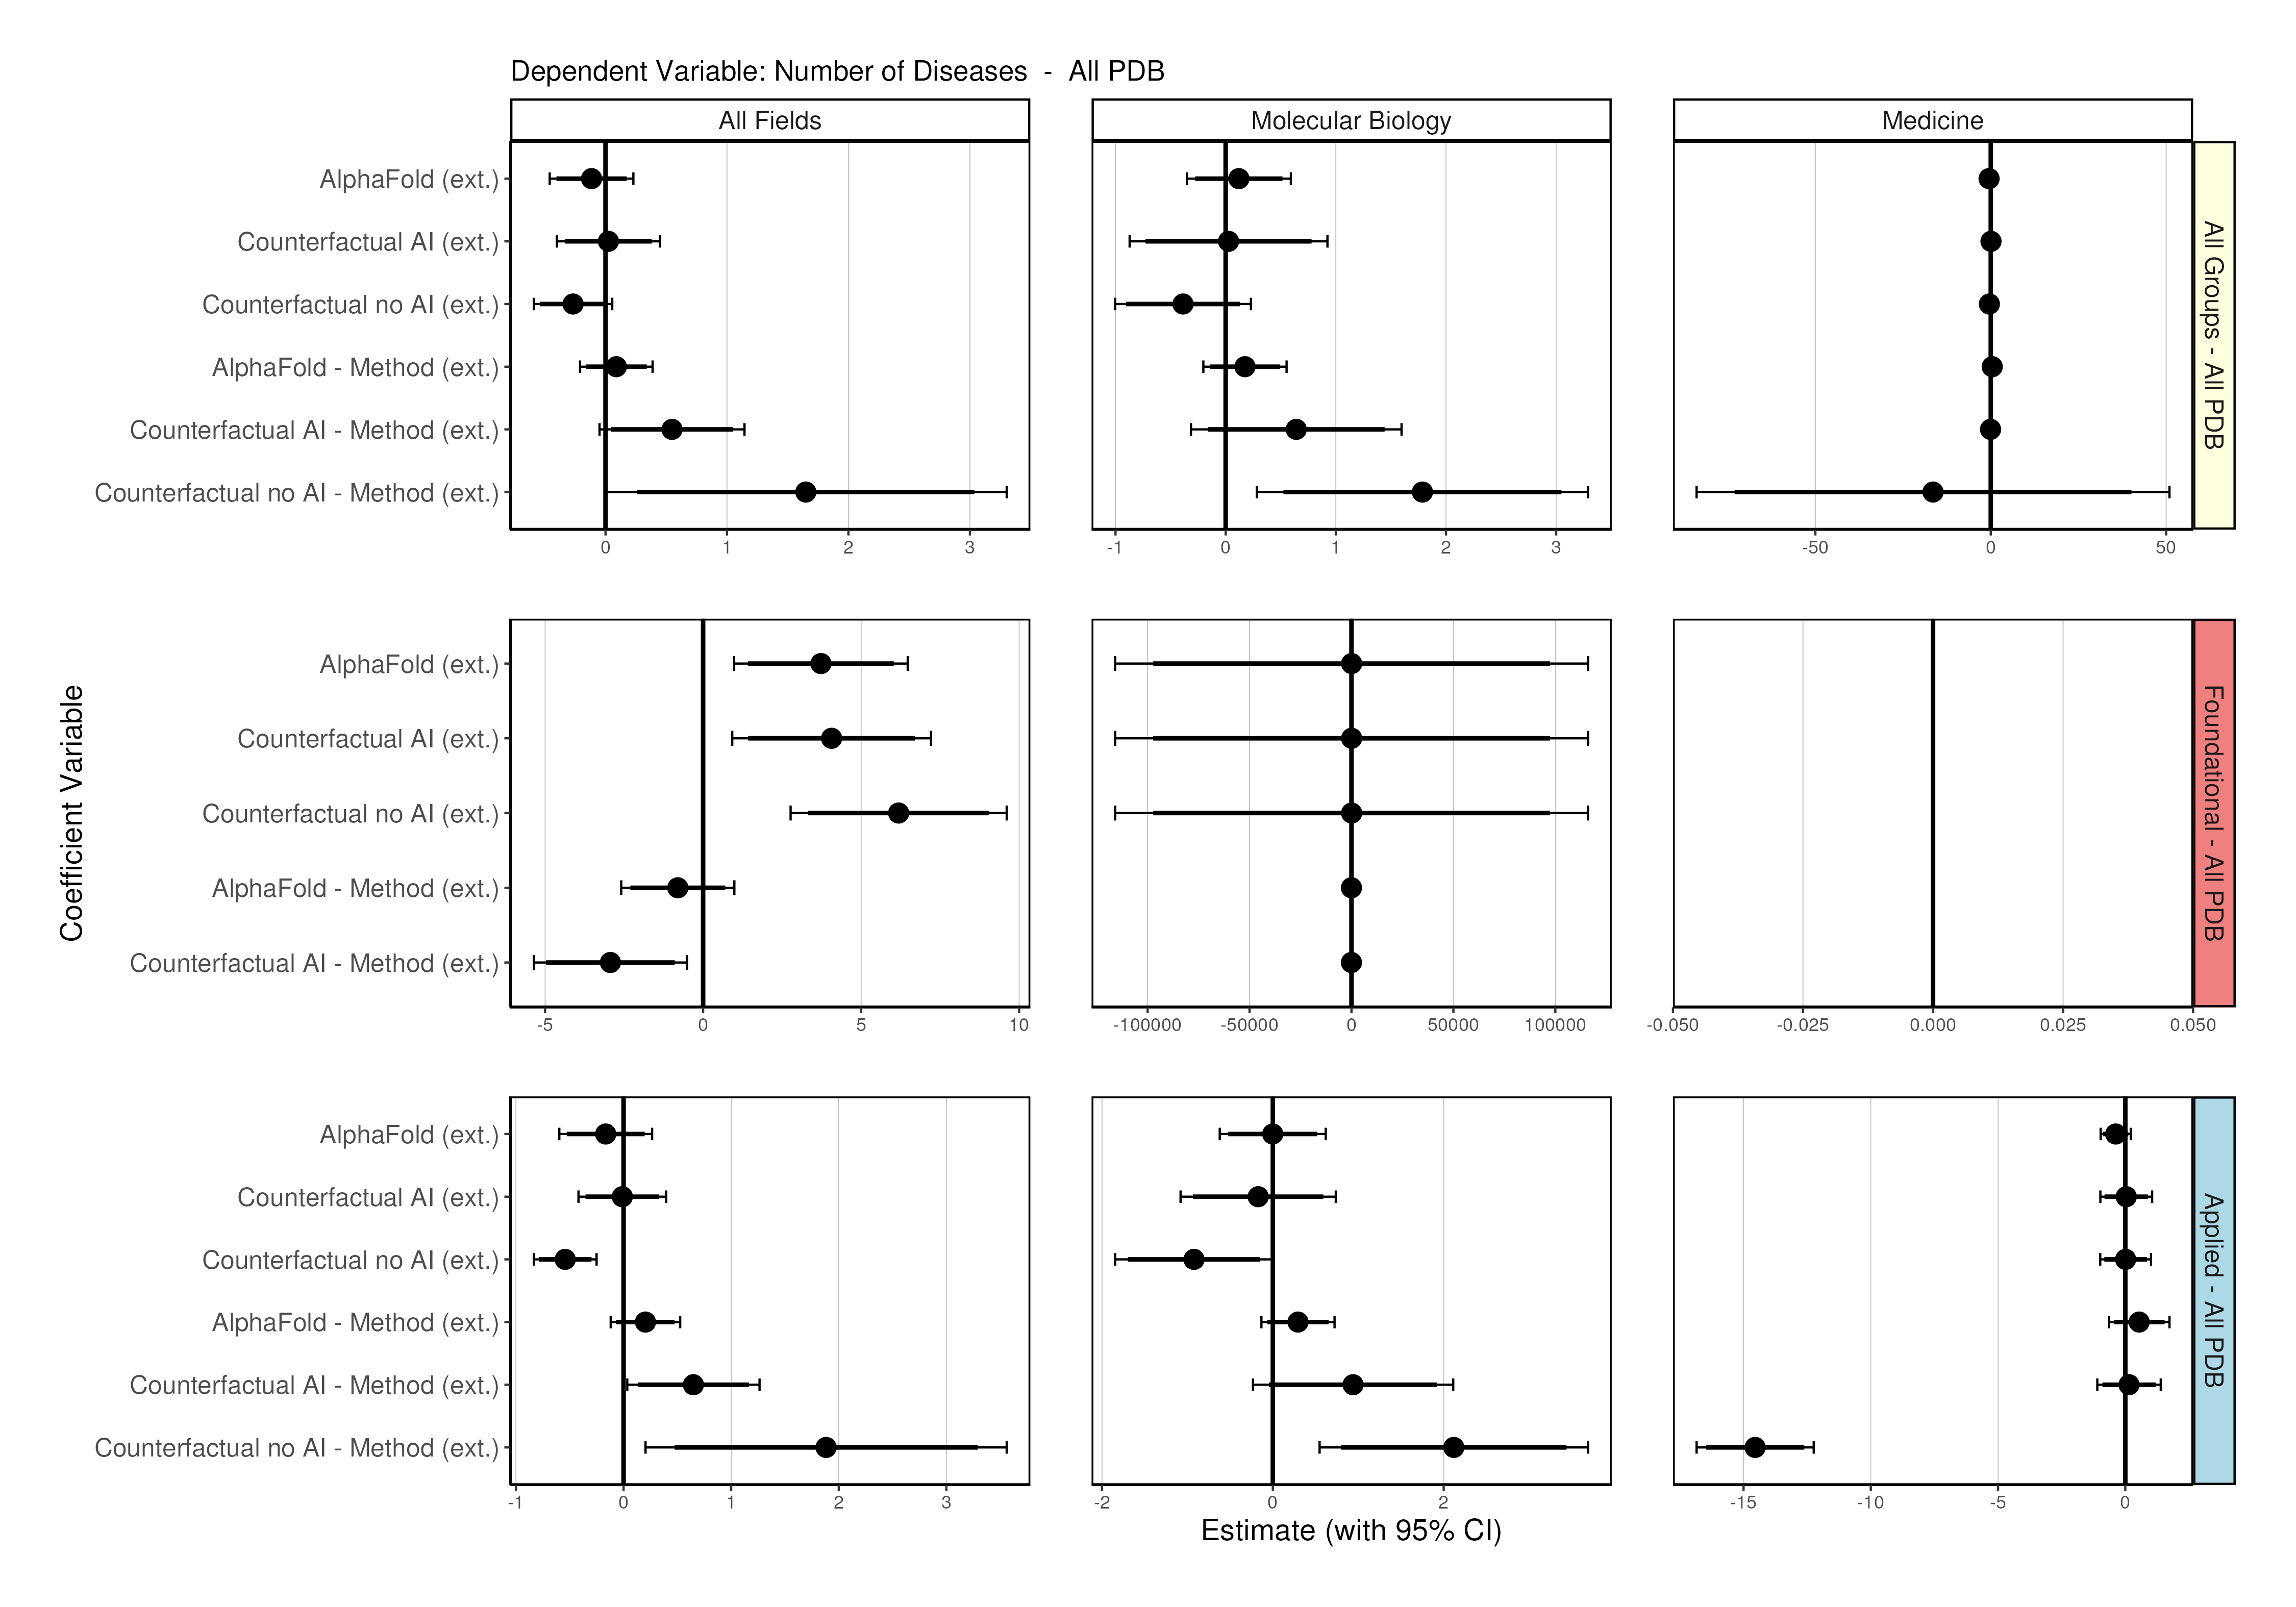 Dependent Variable: Number of Diseases - All PDB
All Fields
Molecular Biology
Medicine
AlphaFold (ext.)
Counterfactual AI (ext.)
Counterfactual no AI (ext.)
AlphaFold - Method (ext.)
Counterfactual AI - Method (ext.)
Counterfactual no AI - Method (ext.)
0 1 2 3
-1 0 1 2 3
-50 0 50
All Groups - All PDB
Coefficient Variable
AlphaFold (ext.)
Counterfactual AI (ext.)
Counterfactual no AI (ext.)
AlphaFold - Method (ext.)
Counterfactual AI - Method (ext.)
-5 0 5 10
-100000 -50000 0 50000 100000
-0.050 -0.025 0.000 0.025 0.050
Foundational - All PDB
AlphaFold (ext.)
Counterfactual AI (ext.)
Counterfactual no AI (ext.)
AlphaFold - Method (ext.)
Counterfactual AI - Method (ext.)
Counterfactual no AI - Method (ext.)
-1 0 1 2 3
-2 0 2
-15 -10 -5 0
Applied - All PDB
Estimate (with 95% CI)